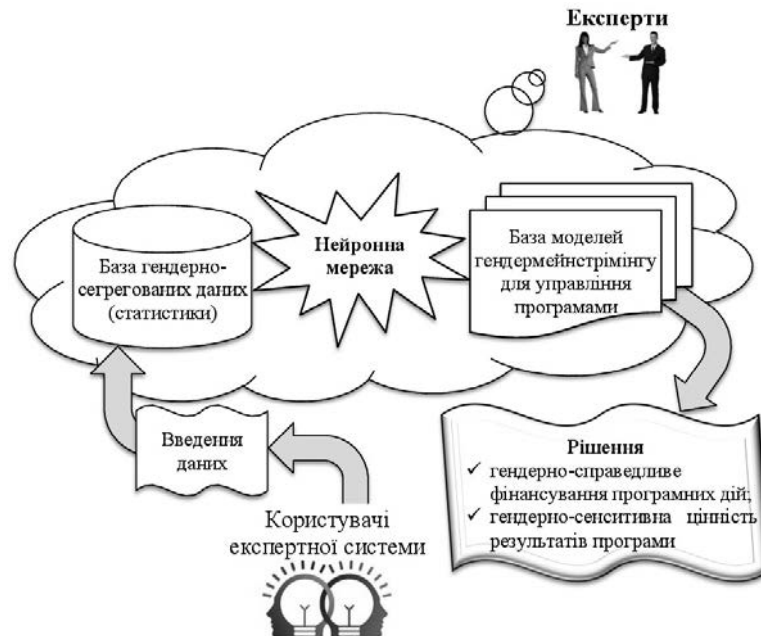 Експерти
База гендерно-
сегрегованих даних
(статистики)
Нейронна
мережа
База моделей
гендермейнстрімінгу
для управління
програмами
Введення
даних
Користувачі
експертної системи
Рішення
✓ гендерно-справедливе
фінансування програмних дій;
✓ гендерно-сенситивна цінність
результатів програми